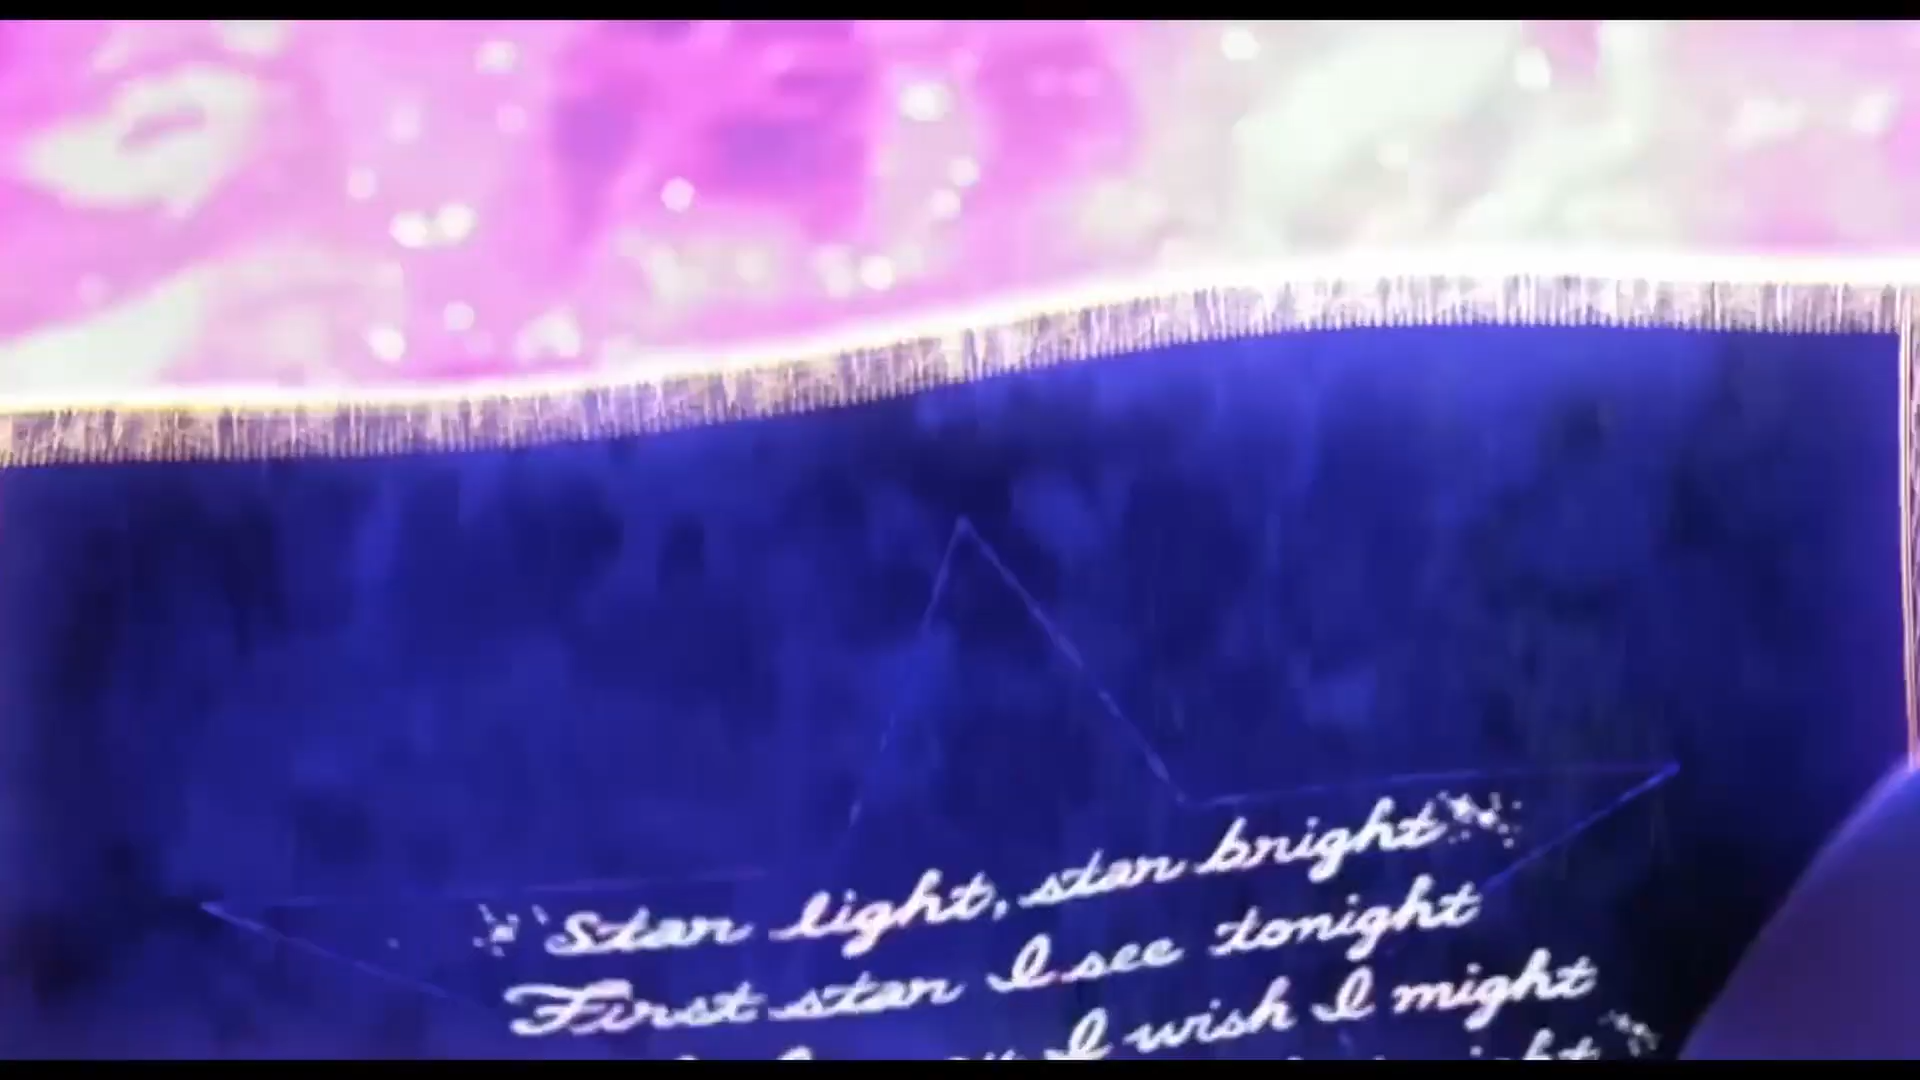 Star light, star bright
First star I see tonight
I wish I might